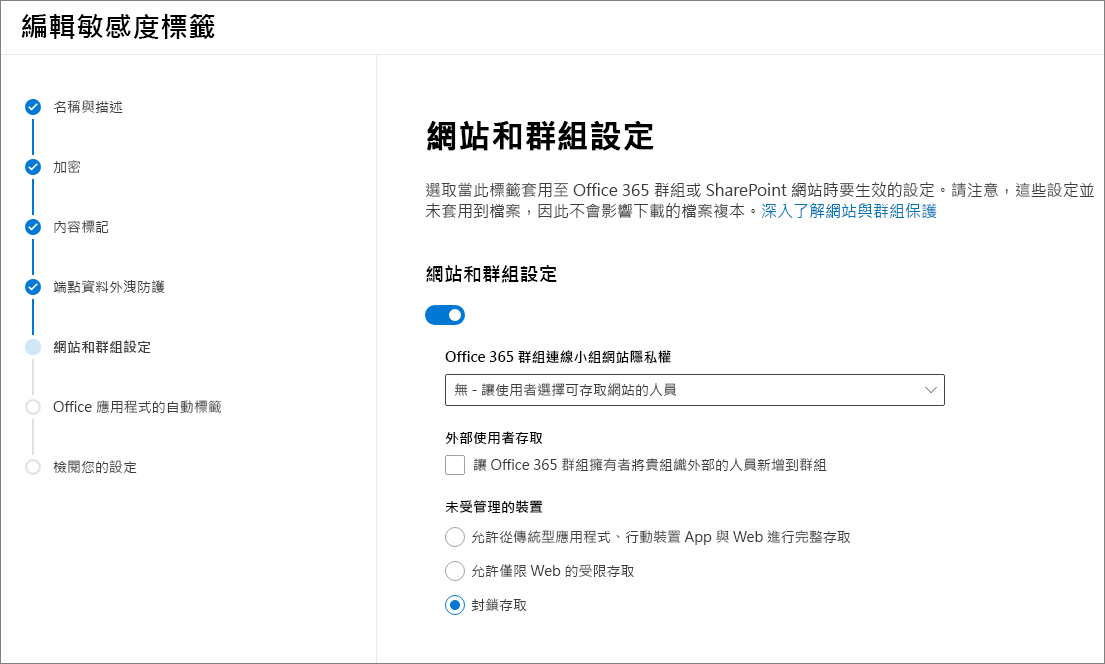 編輯敏感度標籤
名稱與描述
加密
內容標記
端點資料外洩防護
網站和群組設定
Office 應用程式的自動標籤
檢閱您的設定
網站和群組設定
選取當此標籤套用至 Office 365 群組或 SharePoint 網站時要生效的設定。請注意，這些設定並
未套用到檔案，因此不會影響下載的檔案複本。深入了解網站與群組保護
網站和群組設定
Office 365 群組連線小組網站隱私權
無 - 讓使用者選擇可存取網站的人員
外部使用者存取
讓 Office 365 群組擁有者將貴組織外部的人員新增到群組
未受管理的裝置
允許從傳統型應用程式、行動裝置 App 與 Web 進行完整存取
允許僅限 Web 的受限存取
封鎖存取